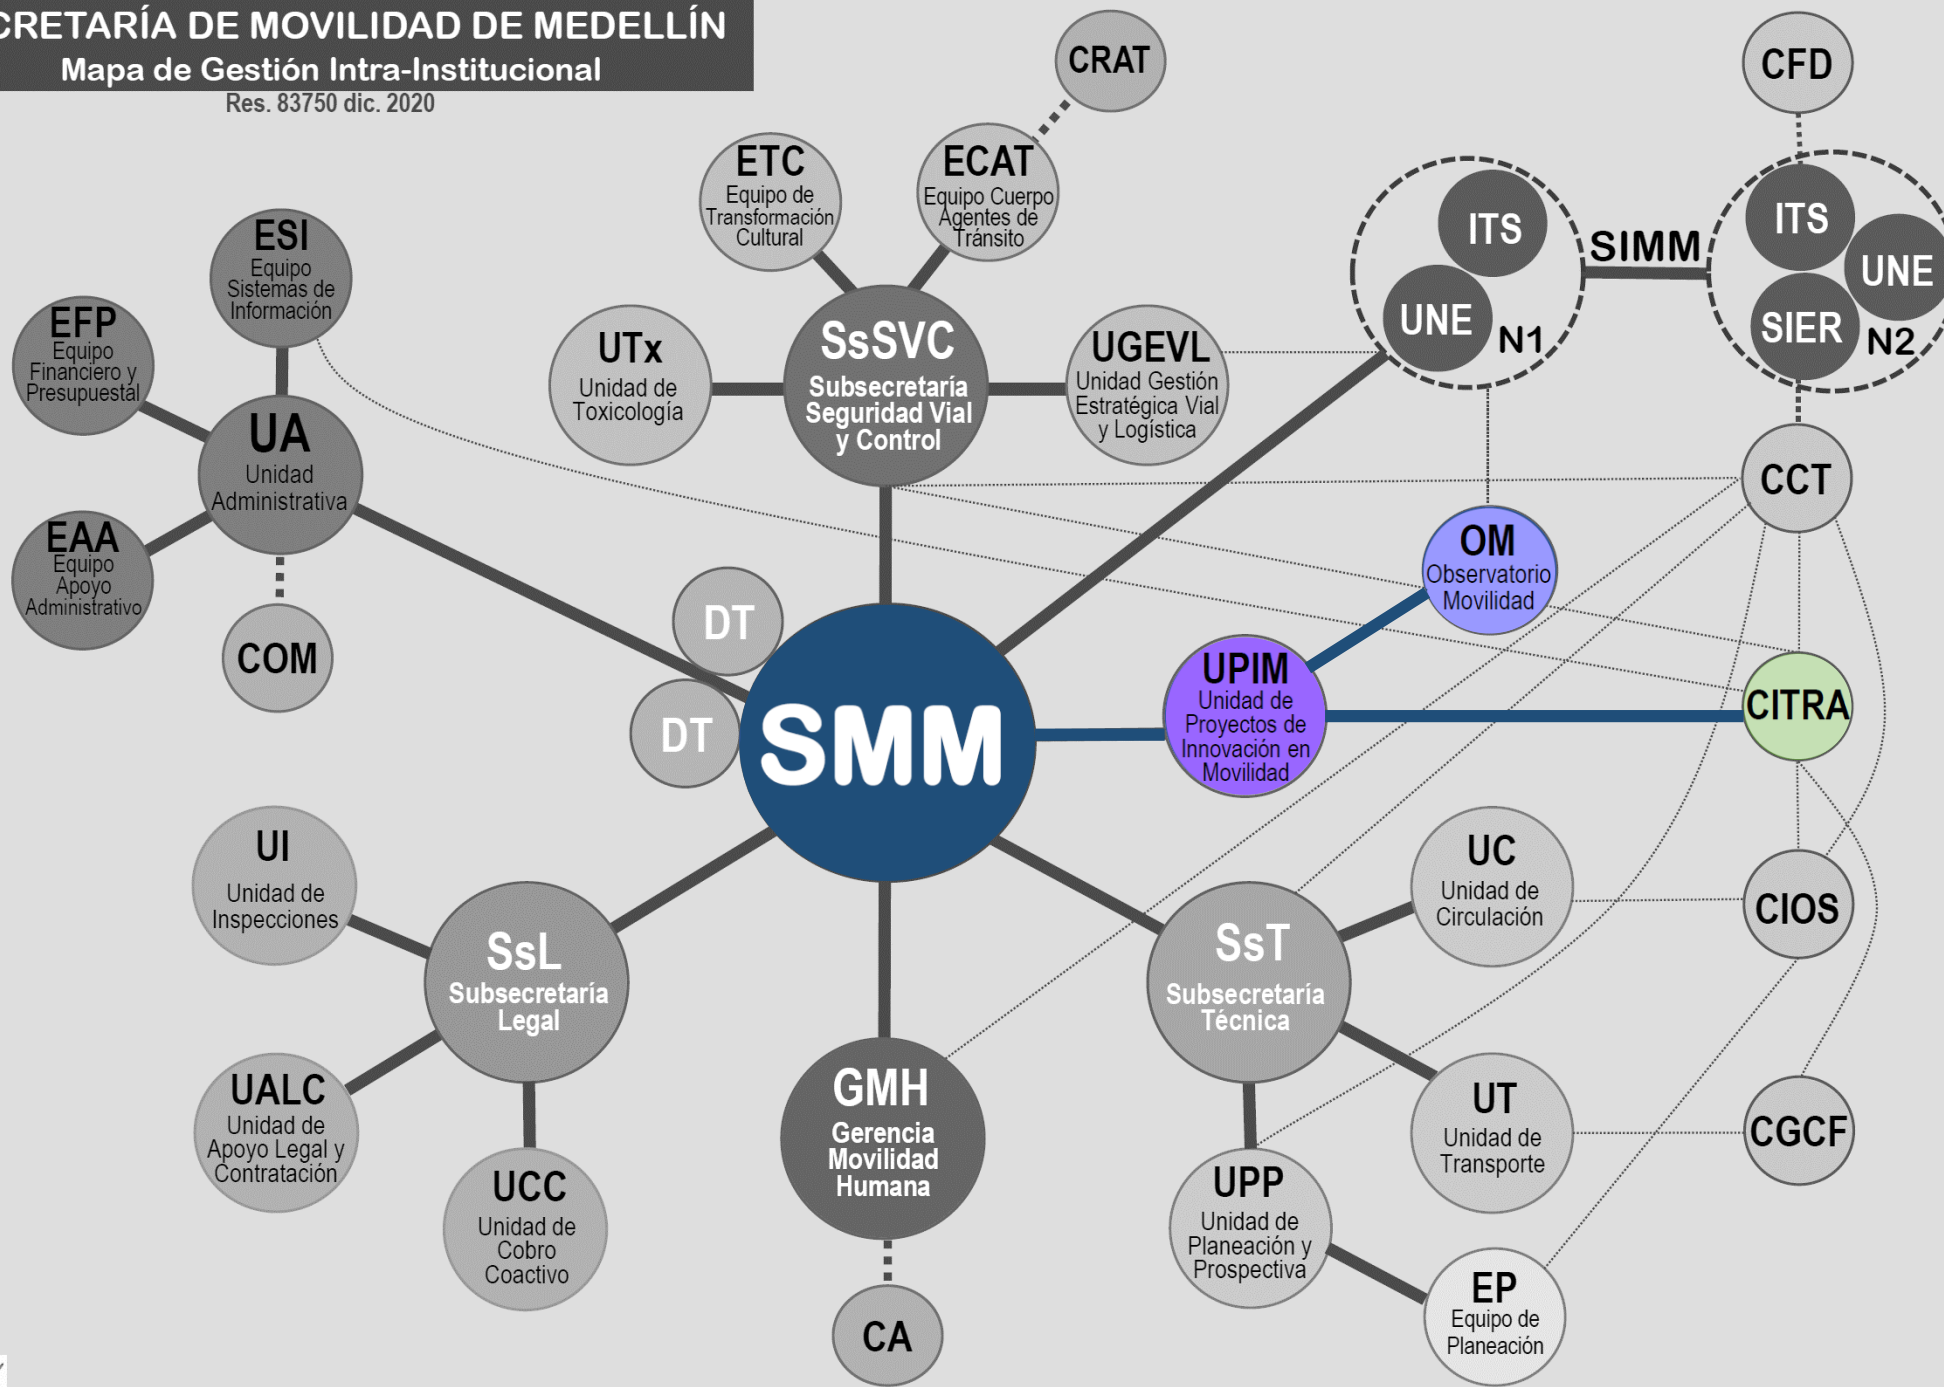 CRETARÍA DE MOVILIDAD DE MEDELLÍN
Mapa de Gestión Intra-Institucional
Res. 83750 dic. 2020
CRAT
CFD
ETC
Equipo de
Transformación
Cultural
ECAT
Equipo Cuerpo
Agentes de
Tránsito
ITS
UNE
N1
SIMM
ITS
UNE
SIER
N2
ESI
Equipo
Sistemas de
Información
EFP
Equipo
Financiero y
Presupuestal
UA
Unidad
Administrativa
EAA
Equipo
Apoyo
Administrativo
COM
UTx
Unidad de
Toxicología
SsSVC
Subsecretaría
Seguridad Vial
y Control
UGEVL
Unidad Gestión
Estratégica Vial
y Logística
CCT
OM
Observatorio
Movilidad
DT
DT
SMM
UPIM
Unidad de
Proyectos de
Innovación en
Movilidad
CITRA
UI
Unidad de
Inspecciones
SsL
Subsecretaría
Legal
UALC
Unidad de
Apoyo Legal y
Contratación
UCC
Unidad de
Cobro
Coactivo
GMH
Gerencia
Movilidad
Humana
CA
SsT
Subsecretaría
Técnica
UC
Unidad de
Circulación
CIOS
UT
Unidad de
Transporte
CGCF
UPP
Unidad de
Planeación y
Prospectiva
EP
Equipo de
Planeación